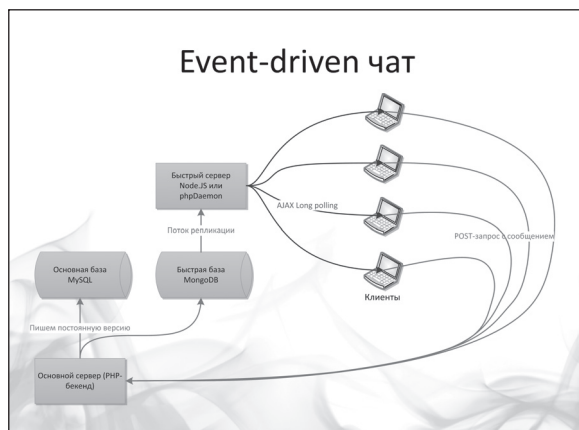 Event-driven чат
Быстрый сервер
Node.JS или
phpDaemon
AJAX Long polling
POST-запрос с сообщением
Поток репликации
Основная база
MySQL
Быстрая база
MongoDB
Клиенты
Пишем постоянную версию
Основной сервер (PHP-
бекенд)